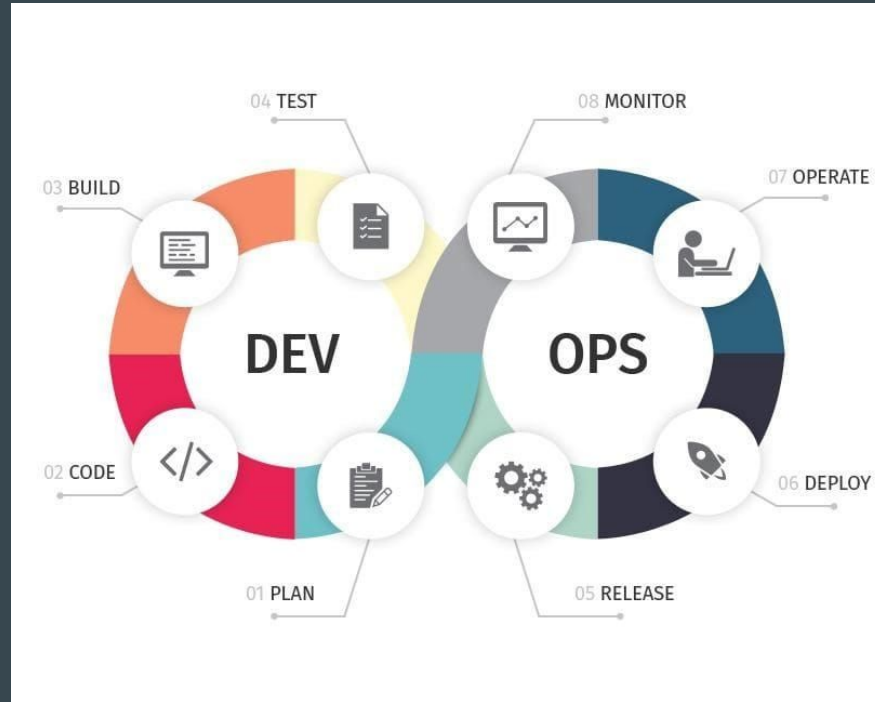 04 TEST
08 MONITOR
03 BUILD
07 OPERATE
DEV
OPS
02 CODE
06 DEPLOY
01 PLAN
05 RELEASE